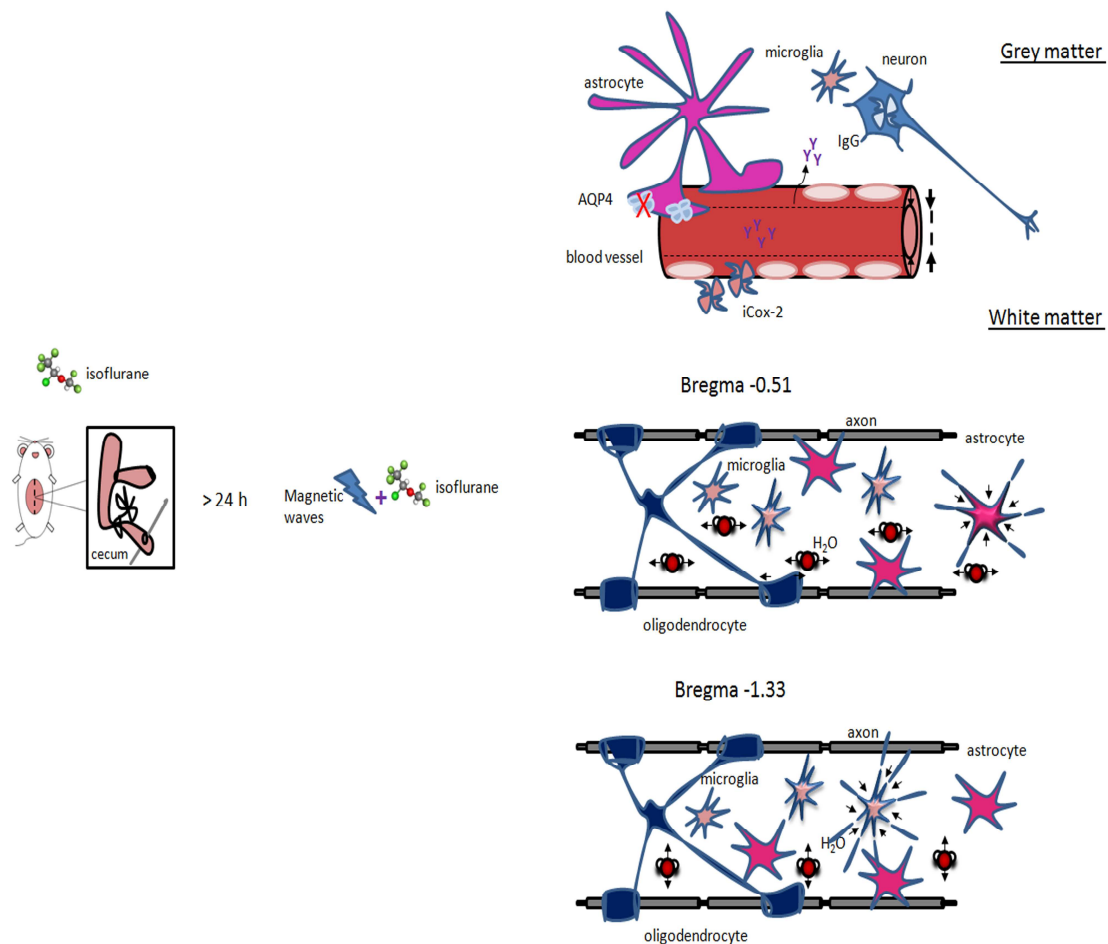 Grey matter
microglia
neuron
astrocyte
IgG
Y
Y Y
AQP4
X
Y Y
Y Y
blood vessel
iCox-2
White matter
isoflurane
Bregma -0.51
axon
astrocyte
microglia
> 24 h
Magnetic
waves
+
isoflurane
cecum
H2O
oligodendrocyte
Bregma -1.33
axon
astrocyte
microglia
H2O
oligodendrocyte